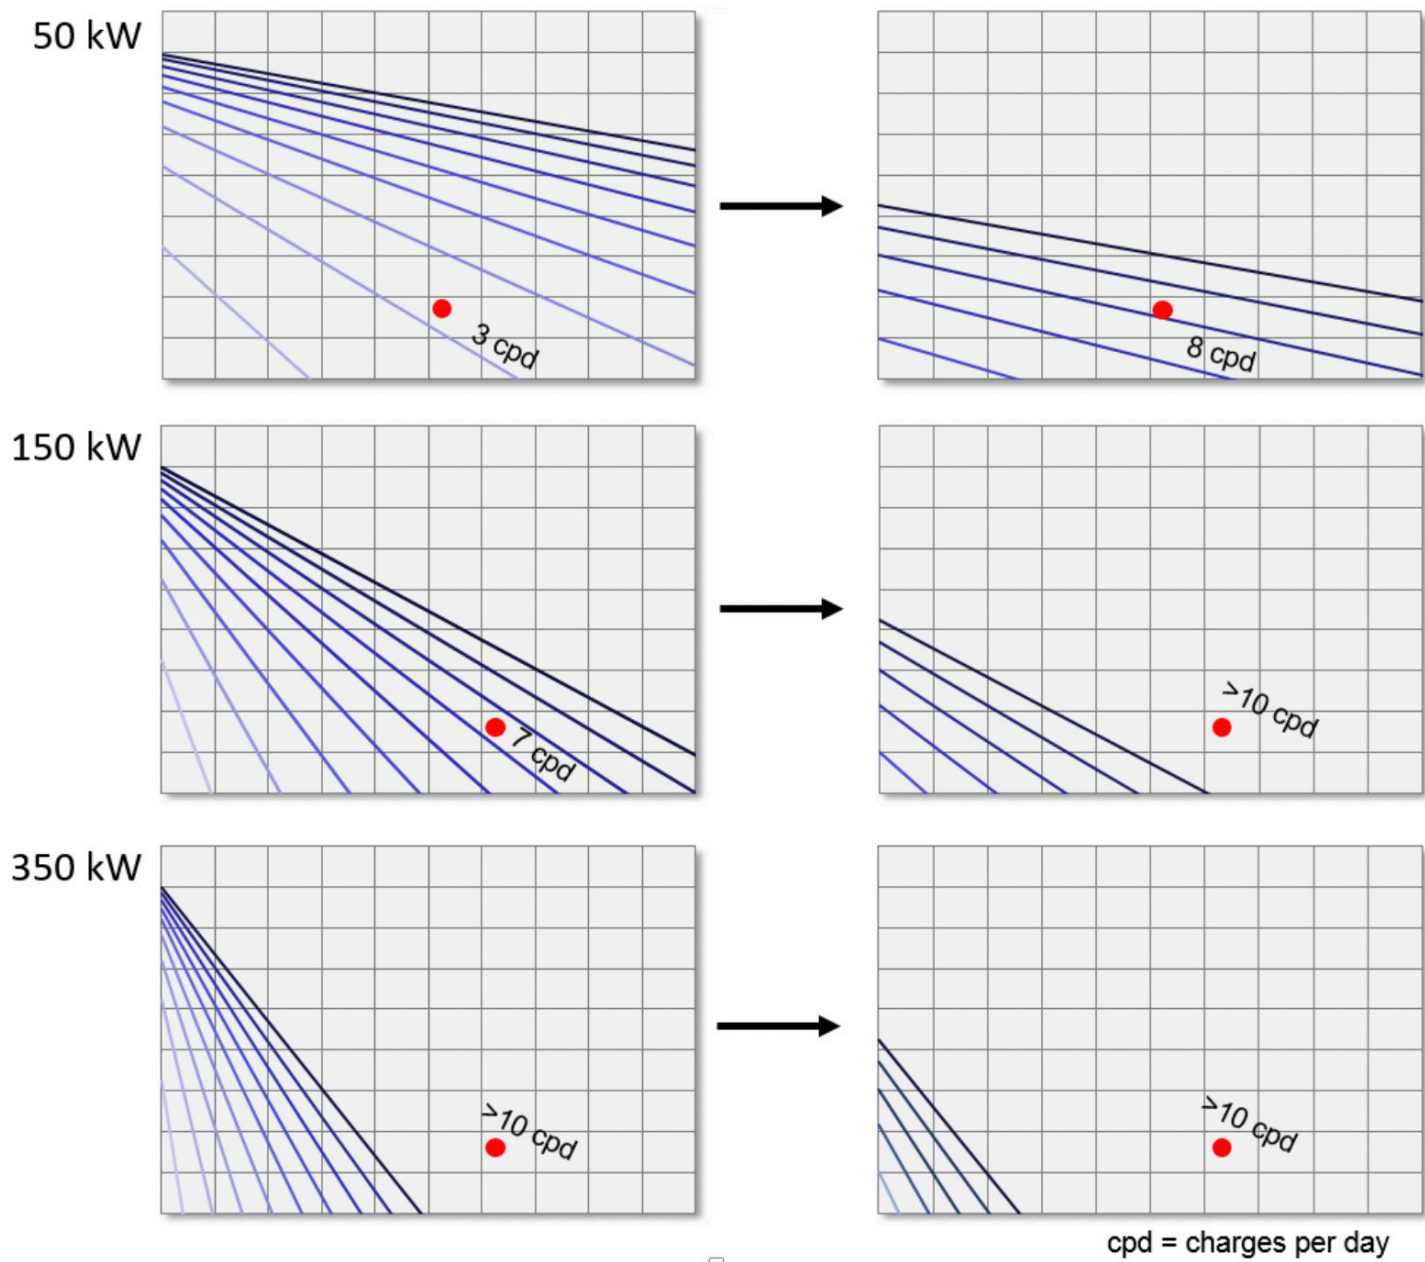 50 kW
3 cpd
8 cpd
150 kW
7 cpd
>10 cpd
350 kW
>10 cpd
>10 cpd
cpd = charges per day